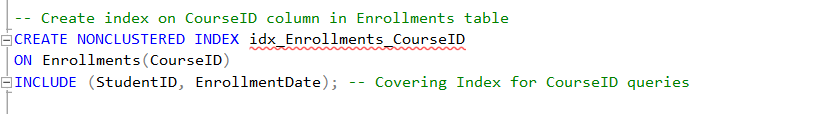 -- Create index on CourseID column in Enrollments table
CREATE NONCLUSTERED INDEX idx_Enrollments_CourseID
ON Enrollments(CourseID)
INCLUDE (StudentID, EnrollmentDate); -- Covering Index for CourseID queries